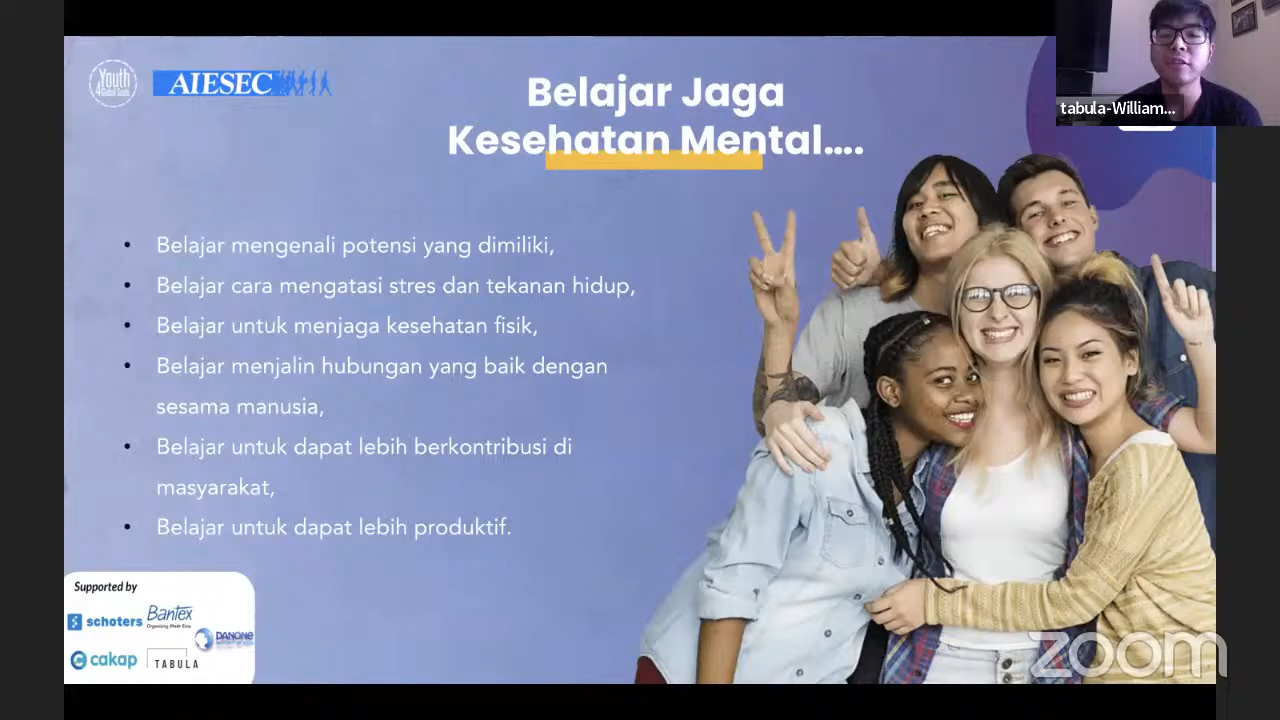 Youth
4Global Goals
AIESEC
Belajar Jaga
Kesehatan Mental....
tabula-William...
• Belajar mengenali potensi yang dimiliki,
• Belajar cara mengatasi stres dan tekanan hidup,
• Belajar untuk menjaga kesehatan fisik,
• Belajar menjalin hubungan yang baik dengan
sesama manusia,
• Belajar untuk dapat lebih berkontribusi di
masyarakat,
• Belajar untuk dapat lebih produktif.
Supported by
schoters
Bantex
Organizing Made Easy
DANONE
cakap
TABULA
zoom